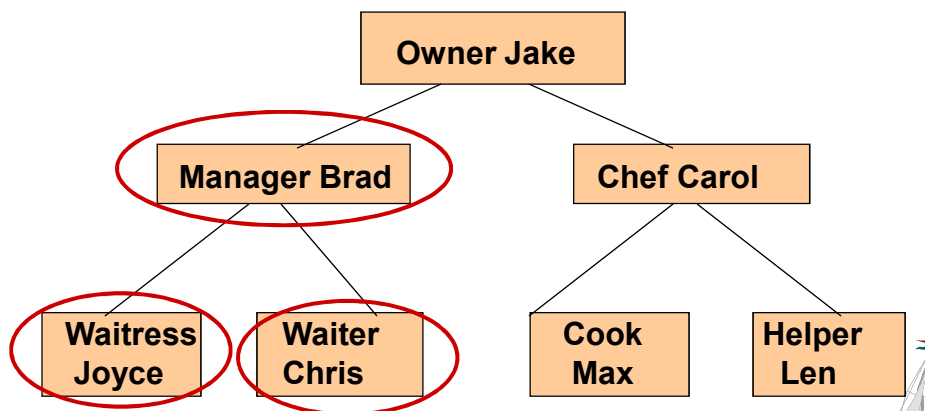 Owner Jake
Manager Brad
Chef Carol
Waitress
Joyce
Waiter
Chris
Cook
Max
Helper
Len